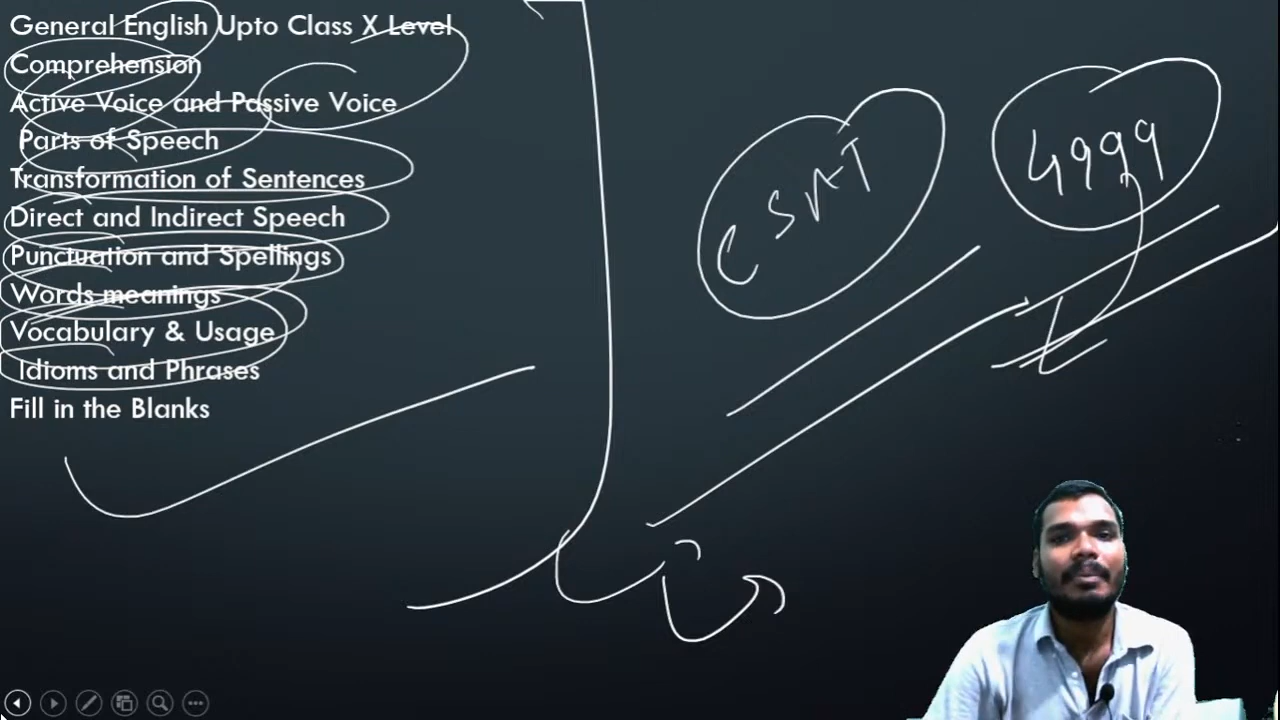 General English Upto Class X Level
Comprehension
Active Voice and Passive Voice
Parts of Speech
Transformation of Sentences
Direct and Indirect Speech
Punctuation and Spellings
Words meanings
Vocabulary & Usage
Idioms and Phrases
Fill in the Blanks
CSAT
4999